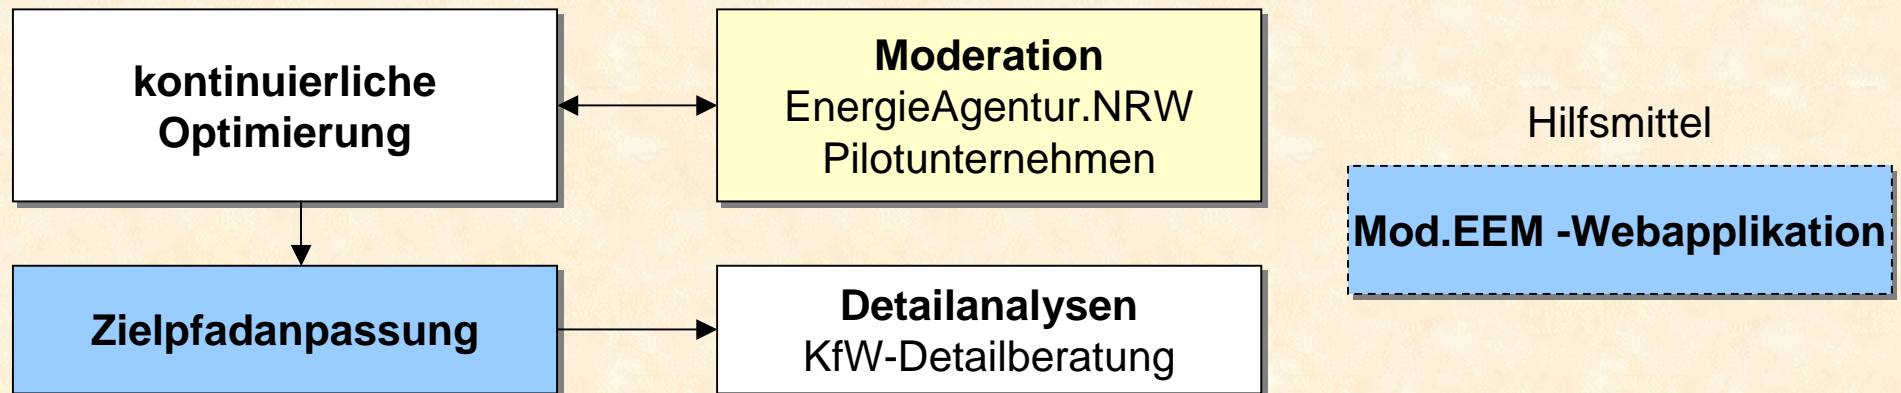 kontinuierliche
Optimierung
Moderation
EnergieAgentur.NRW
Pilotunternehmen
Hilfsmittel
Mod.EEM -Webapplikation
Zielpfadanpassung
Detailanalysen
KfW-Detailberatung